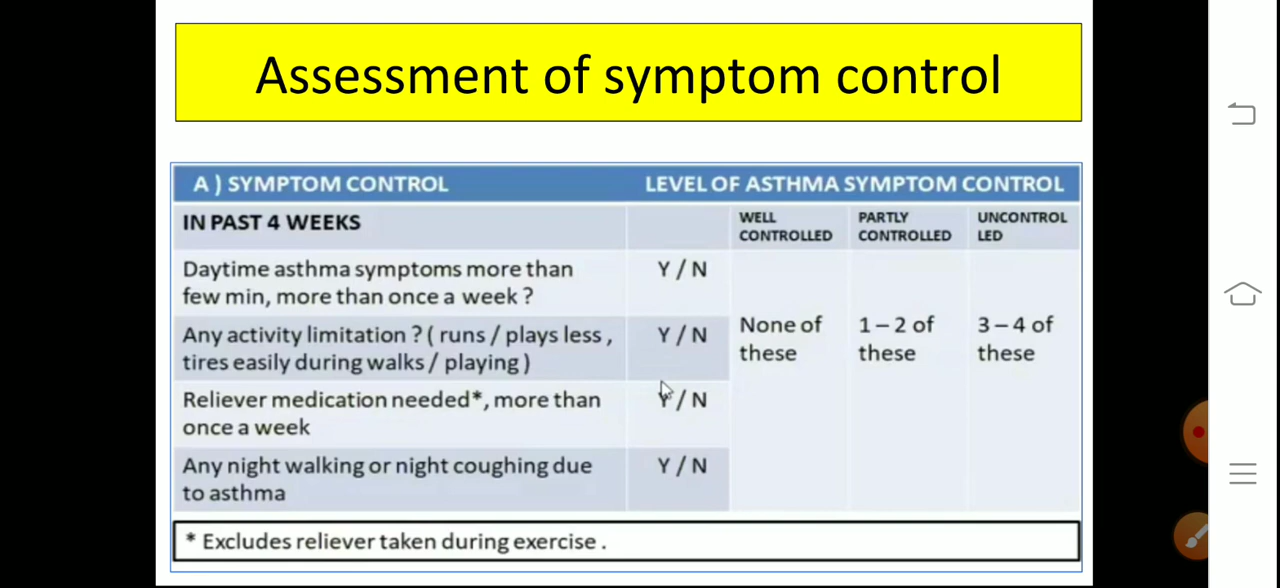 Assessment of symptom control
A ) SYMPTOM CONTROL LEVEL OF ASTHMA SYMPTOM CONTROL
IN PAST 4 WEEKS
WELL CONTROLLED
PARTLY CONTROLLED
UNCONTROL LED
Daytime asthma symptoms more than
few min, more than once a week ?
Y / N
Any activity limitation ? ( runs / plays less ,
tires easily during walks / playing )
Y / N
Reliever medication needed*, more than
once a week
Y / N
Any night walking or night coughing due
to asthma
Y / N
None of
these
1 – 2 of
these
3 – 4 of
these
* Excludes reliever taken during exercise .